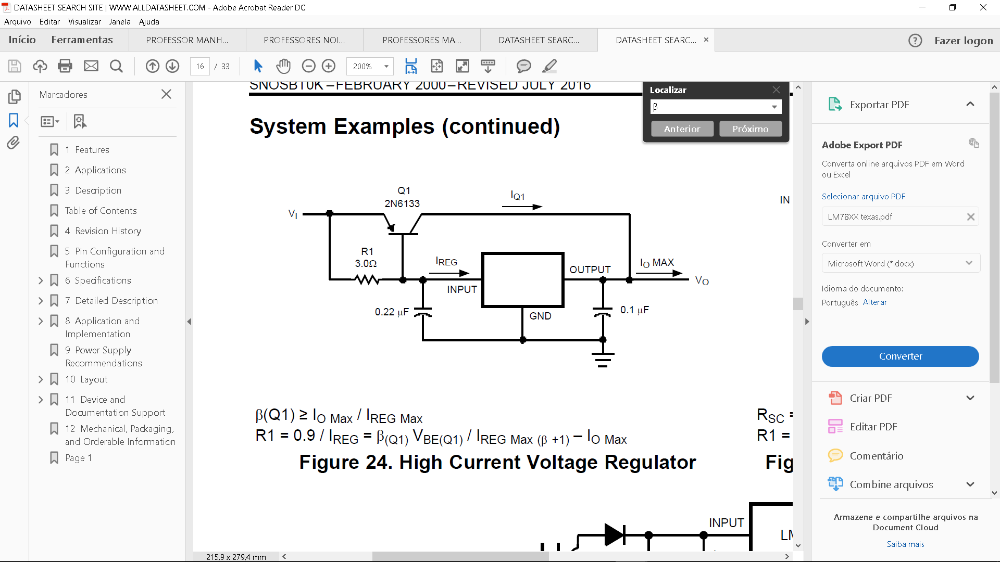 DATASHEET SEARCH SITE | WWW.ALLDATASHEET.COM - Adobe Acrobat Reader DC
Arquivo Editar Visualizar Janela Ajuda
Início Ferramentas PROFESSOR MANH... PROFESSORES NOI... PROFESSORES MA... DATASHEET SEARC... DATASHEET SEARC... × ? Fazer logon
16 / 33 200%
Marcadores
1 Features
2 Applications
3 Description
Table of Contents
4 Revision History
5 Pin Configuration and
Functions
6 Specifications
7 Detailed Description
8 Application and
Implementation
9 Power Supply
Recommendations
10 Layout
11 Device and
Documentation Support
12 Mechanical, Packaging,
and Orderable Information
Page 1
SNOSBT0K –FEBRUARY 2000–REVISED JULY 2016
System Examples (continued)
Localizar
β
Anterior Próximo
Q1
2N6133
IQ1
VI
R1
3.0Ω
IREG
INPUT
OUTPUT
IO MAX
VO
0.22 µF
GND
0.1 µF
IN
β(Q1) ≥ IO Max / IREG Max
R1 = 0.9 / IREG = β(Q1) VBE(Q1) / IREG Max (β +1) – IO Max
Figure 24. High Current Voltage Regulator
RSC =
R1 =
Fig
INPUT
LM
215,9 x 279,4 mm
Exportar PDF
Adobe Export PDF
Converta online arquivos PDF em Word
ou Excel
Selecionar arquivo PDF
LM78XX texas.pdf
Converter em
Microsoft Word (*.docx)
Idioma do documento:
Português Alterar
Converter
Criar PDF
Editar PDF
Comentário
Combine arquivos
Armazene e compartilhe arquivos na
Document Cloud
Saiba mais